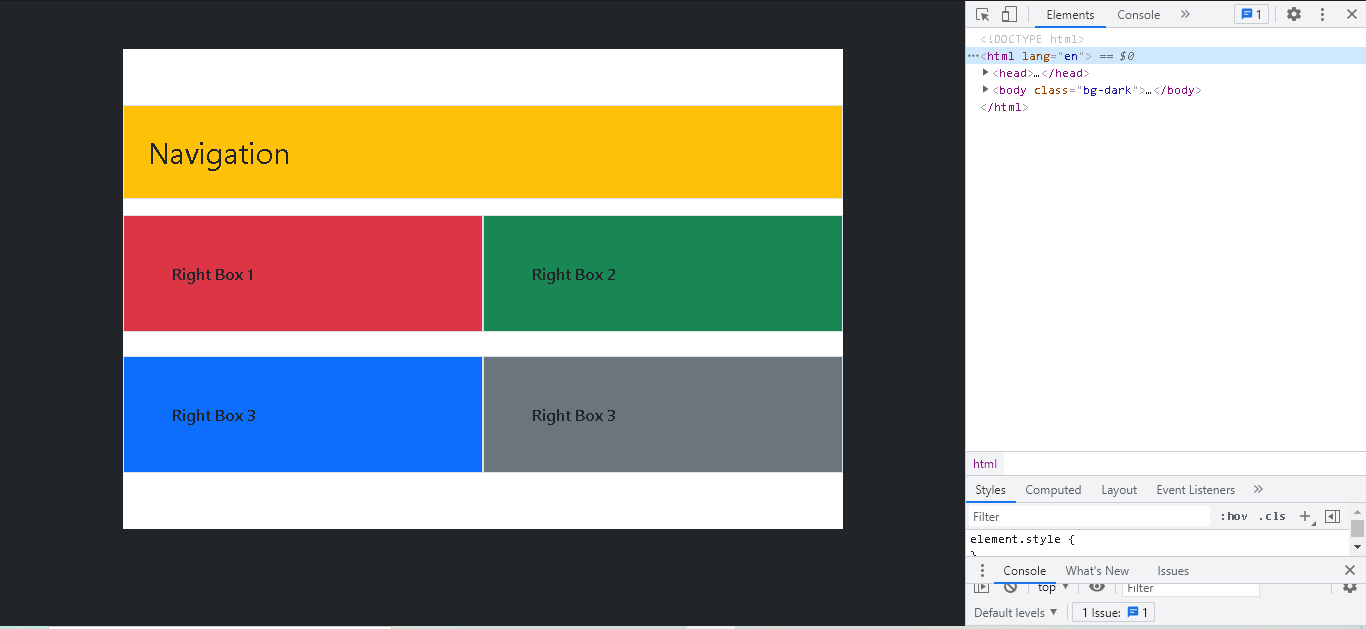 Navigation
Right Box 1
Right Box 2
Right Box 3
Right Box 3
Elements Console » 1
<!DOCTYPE html>
…<html lang="en"> == $0
<head>…</head>
<body class="bg-dark">…</body>
</html>
html
Styles Computed Layout Event Listeners »
Filter :hov .cls +
element.style {
}
Console What's New Issues
top Filter
Default levels 1 Issue: 1